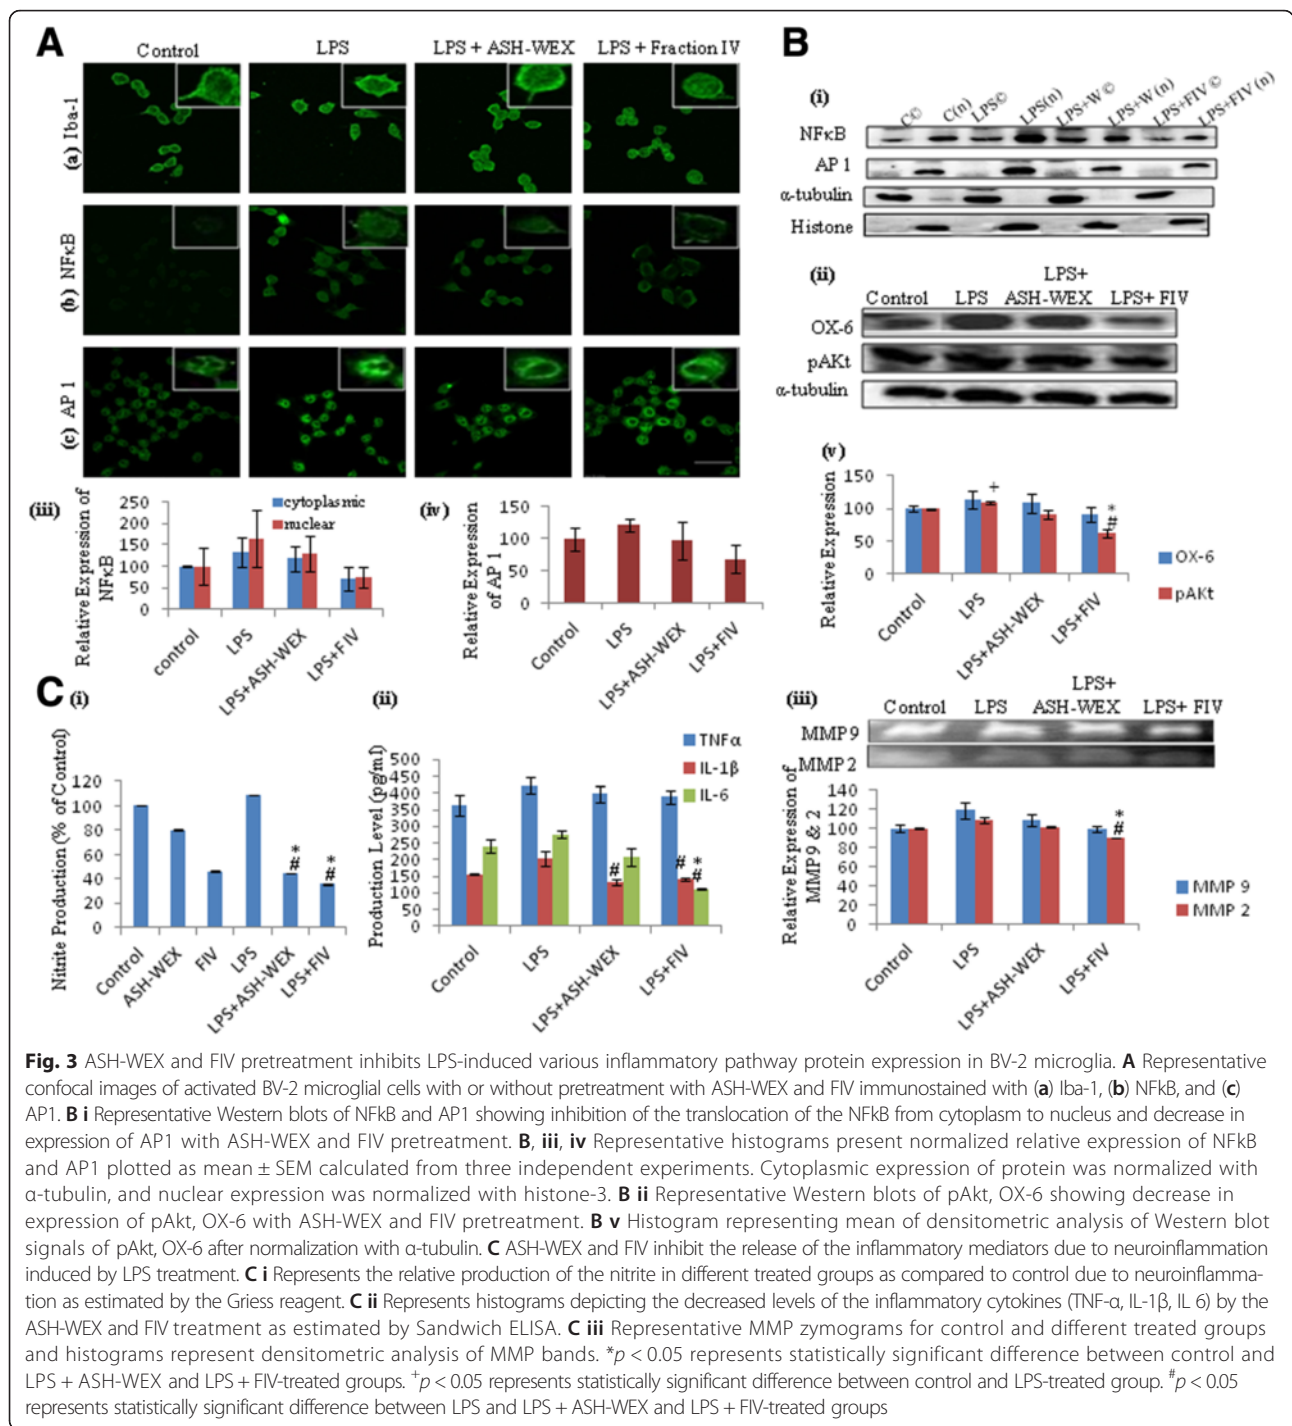 A
Control
LPS
LPS + ASH-WEX
LPS + Fraction IV
(a) Iba-1
(b) NFκB
(c) AP 1
B
(i)
C©
C(n)
LPS©
LPS(n)
LPS+W ©
LPS+W (n)
LPS+FIV ©
LPS+FIV (n)
NFκB
AP 1
α-tubulin
Histone
(ii)
LPS+
Control LPS ASH-WEX LPS+ FIV
OX-6
pAKt
α-tubulin
(iii)
Relative Expression of
NFκB
250
200
150
100
50
0
cytoplasmic
nuclear
control
LPS
LPS+ASH-WEX
LPS+FIV
(iv)
Relative Expression
of AP 1
150
100
50
0
Control
LPS
LPS+ASH-WEX
LPS+FIV
(v)
Relative Expression
150
100
50
0
+
*
#
OX-6
pAKt
Control
LPS
LPS+ASH-WEX
LPS+FIV
C
(i)
Nitrite Production (% of Control)
120
100
80
60
40
20
0
*
#
*
#
Control
ASH-WEX
FIV
LPS
LPS+ASH-WEX
LPS+FIV
(ii)
Production Level (pg/ml)
500
450
400
350
300
250
200
150
100
50
0
TNFα
IL-1β
IL-6
#
#
*
#
Control
LPS
LPS+ASH-WEX
LPS+FIV
(iii)
LPS+
Control LPS ASH-WEX LPS+ FIV
MMP 9
MMP 2
Relative Expression of
MMP 9 & 2
140
120
100
80
60
40
20
0
*
#
MMP 9
MMP 2
Control
LPS
LPS+ASH-WEX
LPS+FIV
Fig. 3 ASH-WEX and FIV pretreatment inhibits LPS-induced various inflammatory pathway protein expression in BV-2 microglia. A Representative
confocal images of activated BV-2 microglial cells with or without pretreatment with ASH-WEX and FIV immunostained with (a) Iba-1, (b) NFkB, and (c)
AP1. B i Representative Western blots of NFkB and AP1 showing inhibition of the translocation of the NFkB from cytoplasm to nucleus and decrease in
expression of AP1 with ASH-WEX and FIV pretreatment. B, iii, iv Representative histograms present normalized relative expression of NFkB
and AP1 plotted as mean ± SEM calculated from three independent experiments. Cytoplasmic expression of protein was normalized with
α-tubulin, and nuclear expression was normalized with histone-3. B ii Representative Western blots of pAkt, OX-6 showing decrease in
expression of pAkt, OX-6 with ASH-WEX and FIV pretreatment. B v Histogram representing mean of densitometric analysis of Western blot
signals of pAkt, OX-6 after normalization with α-tubulin. C ASH-WEX and FIV inhibit the release of the inflammatory mediators due to neuroinflammation
induced by LPS treatment. C i Represents the relative production of the nitrite in different treated groups as compared to control due to neuroinflamma-
tion as estimated by the Griess reagent. C ii Represents histograms depicting the decreased levels of the inflammatory cytokines (TNF-α, IL-1β, IL 6) by the
ASH-WEX and FIV treatment as estimated by Sandwich ELISA. C iii Representative MMP zymograms for control and different treated groups
and histograms represent densitometric analysis of MMP bands. *p < 0.05 represents statistically significant difference between control and
LPS + ASH-WEX and LPS + FIV-treated groups. +p < 0.05 represents statistically significant difference between control and LPS-treated group. #p < 0.05
represents statistically significant difference between LPS and LPS + ASH-WEX and LPS + FIV-treated groups